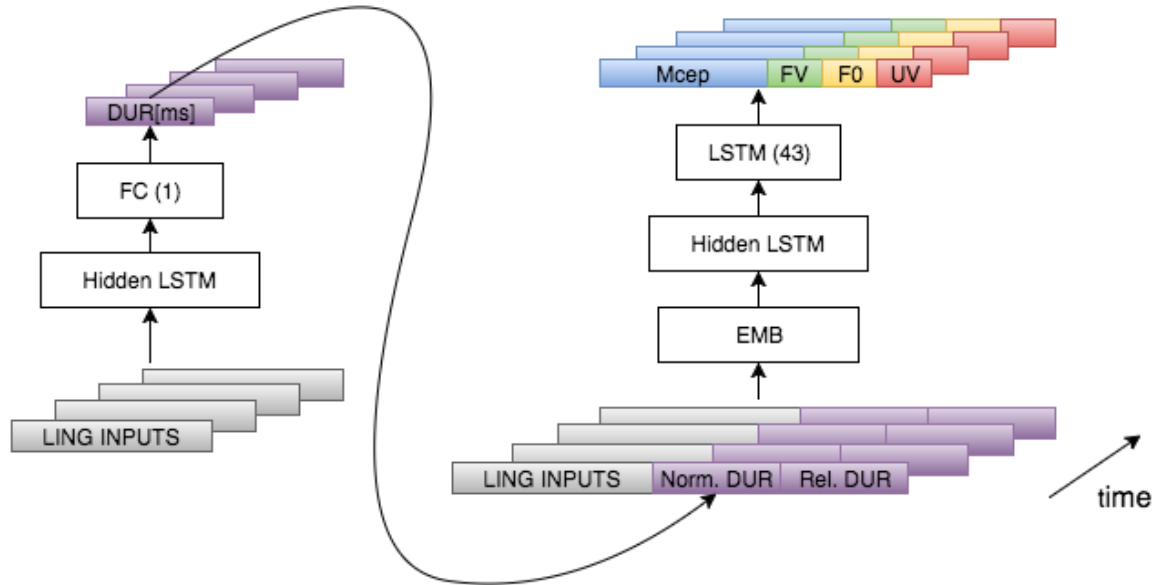 DUR[ms]
FC (1)
Hidden LSTM
LING INPUTS
Mcep FV F0 UV
LSTM (43)
Hidden LSTM
EMB
LING INPUTS Norm. DUR Rel. DUR
time